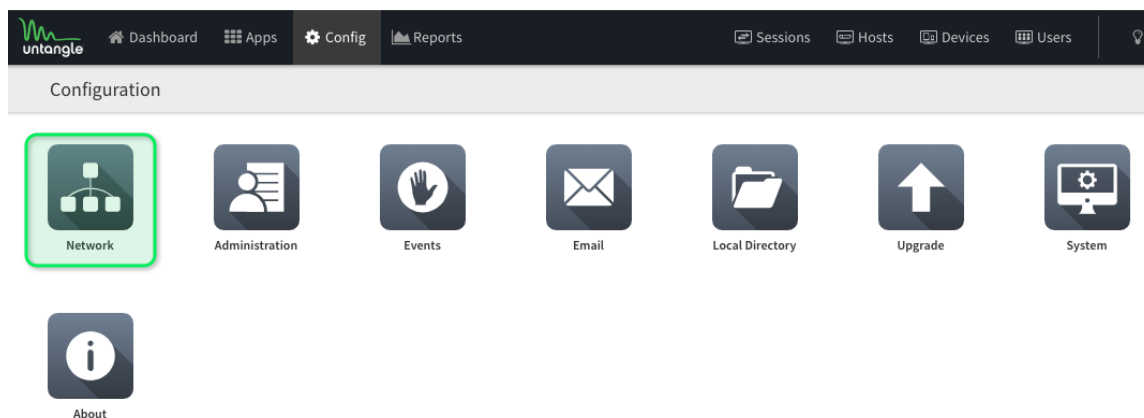 untangle Dashboard Apps Config Reports Sessions Hosts Devices Users
Configuration
Network Administration Events Email Local Directory Upgrade System
About